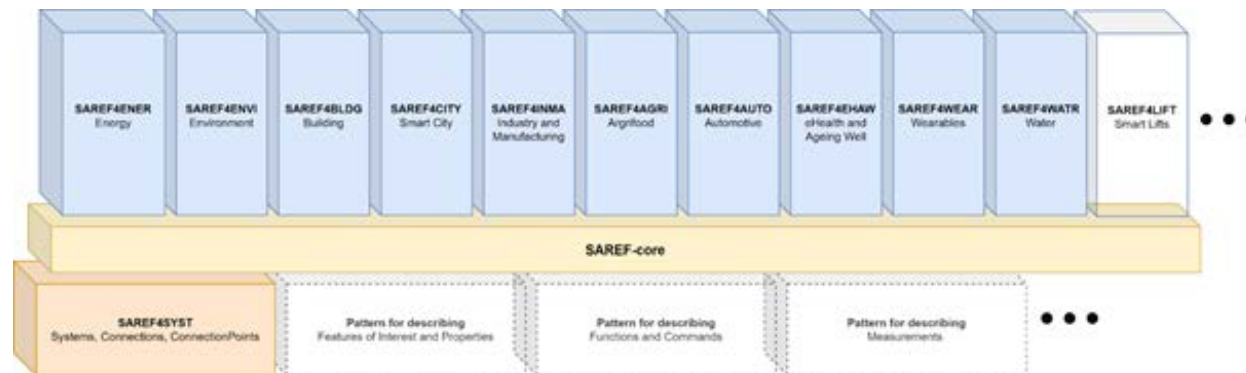 SAREF4ENER
Energy
SAREF4ENVI
Environment
SAREF4BLDG
Building
SAREF4CITY
Smart City
SAREF4INMA
Industry and
Manufacturing
SAREF4AGRI
Argrifood
SAREF4AUTO
Automotive
SAREF4EHAW
eHealth and
Ageing Well
SAREF4WEAR
Wearables
SAREF4WATR
Water
SAREF4LIFT
Smart Lifts
SAREF-core
SAREF4SYST
Systems, Connections, ConnectionPoints
Pattern for describing
Features of Interest and Properties
Pattern for describing
Functions and Commands
Pattern for describing
Measurements